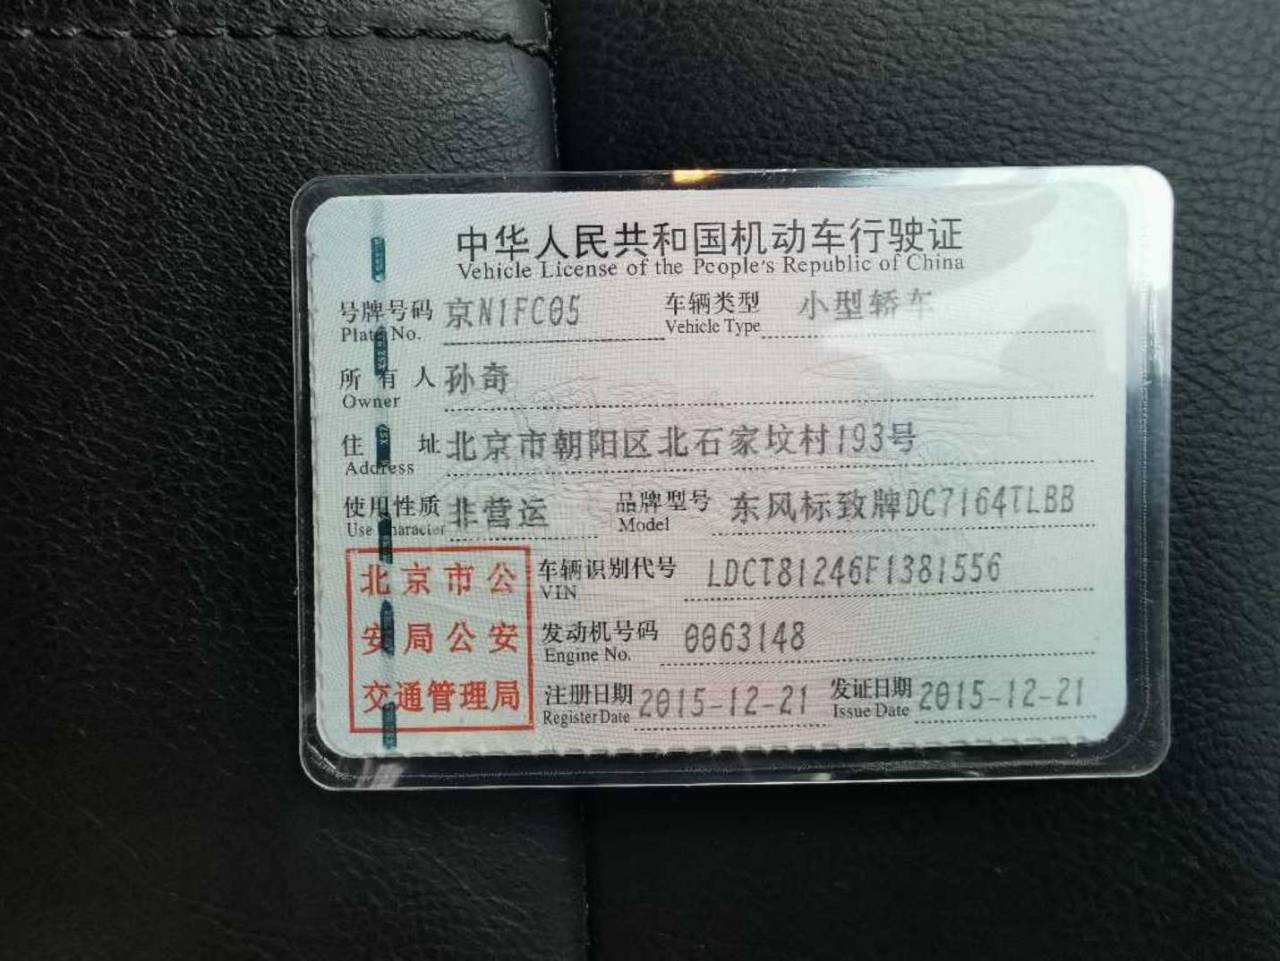 中华人民共和国机动车行驶证
Vehicle License of the People's Republic of China
号牌号码 京N1FC05 车辆类型 小型轿车
Plate No. Vehicle Type
所有人 孙奇
Owner
住址 北京市朝阳区北石家坟村193号
Address
使用性质 非营运 品牌型号 东风标致牌DC7164TLBB
Use Character Model
北京市公 车辆识别代号 LDCT81246F1381556
VIN
安局公安 发动机号码 0063148
Engine No.
交通管理局 注册日期 2015-12-21 发证日期 2015-12-21
Register Date Issue Date